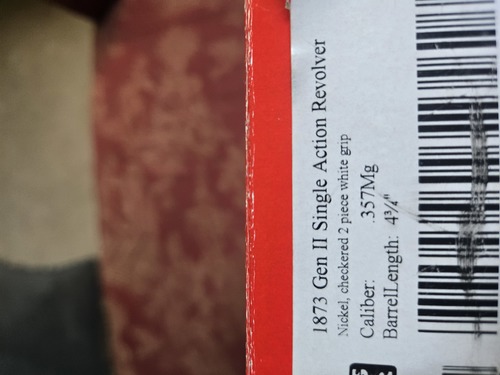 1873 Gen II Single Action Revolver
Nickel, checkered 2 piece white grip
Caliber: .357Mg
BarrelLength: 4¾"